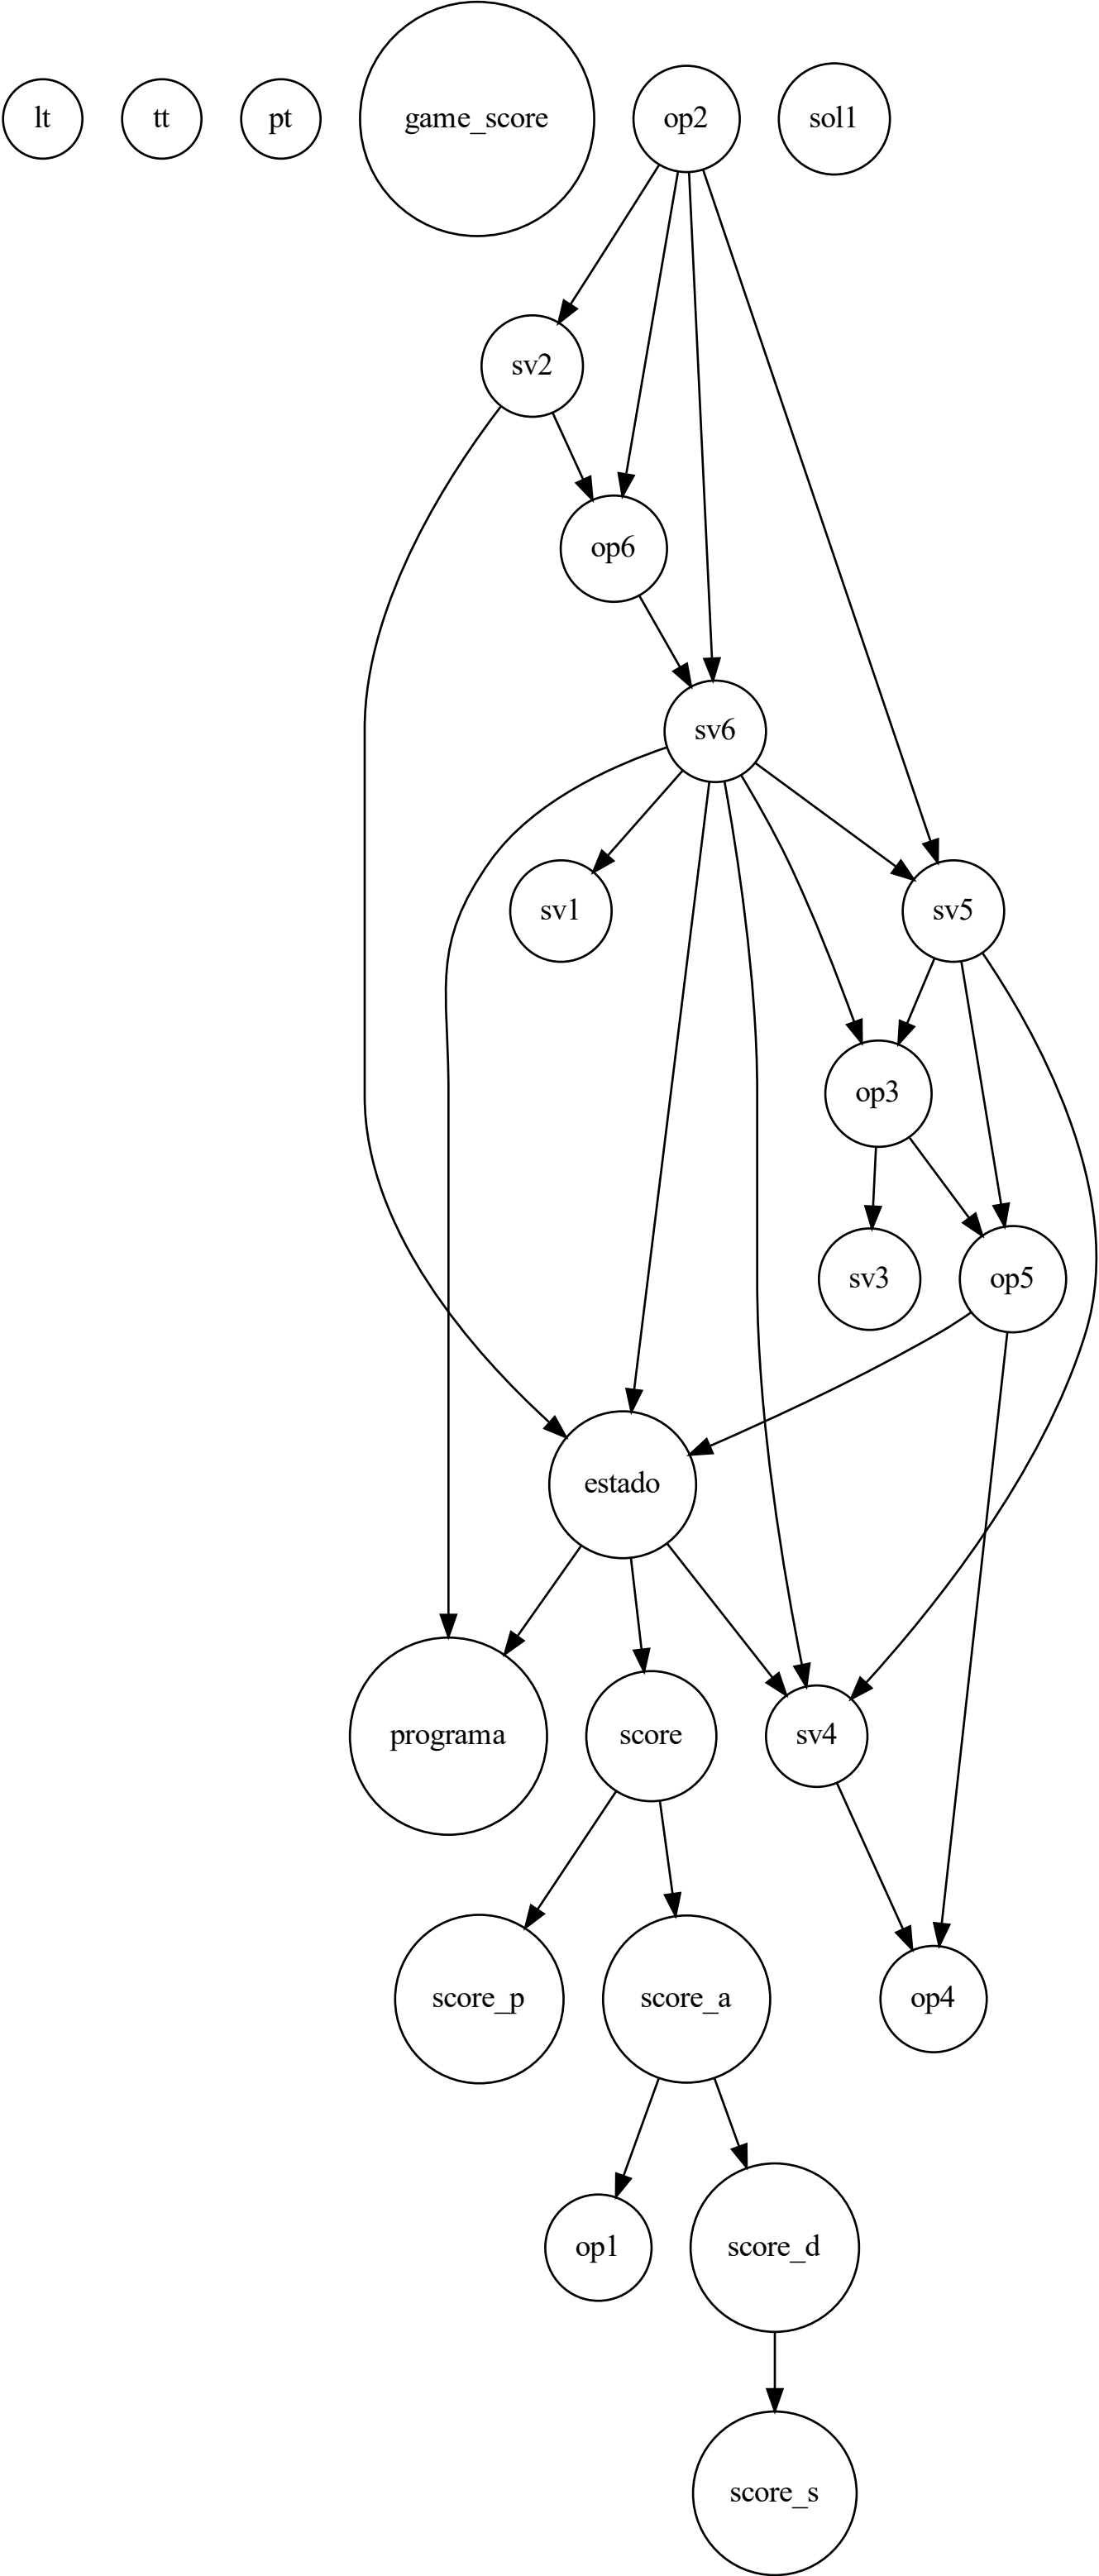 lt
tt
pt
game_score
op2
sol1
sv2
op6
sv6
sv1
sv5
op3
sv3
op5
estado
programa
score
sv4
score_p
score_a
op4
op1
score_d
score_s